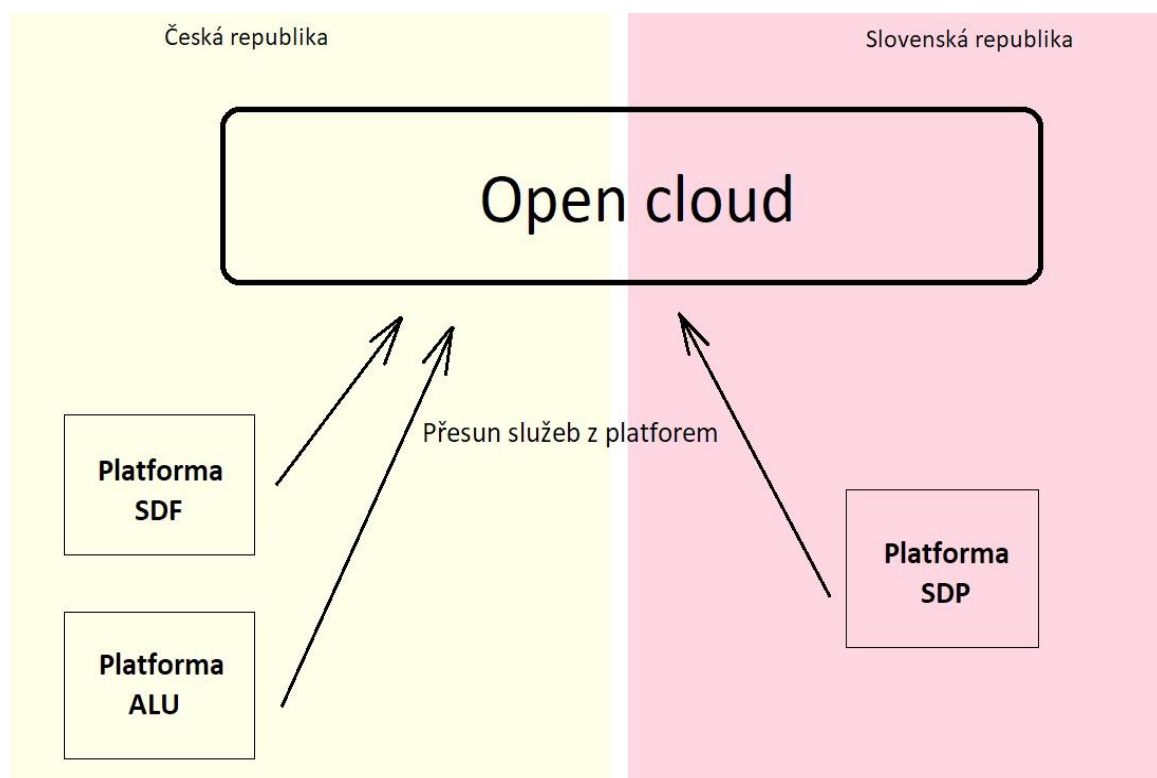 Česká republika
Slovenská republika
Open cloud
Přesun služeb z platforem
Platforma
SDF
Platforma
SDP
Platforma
ALU